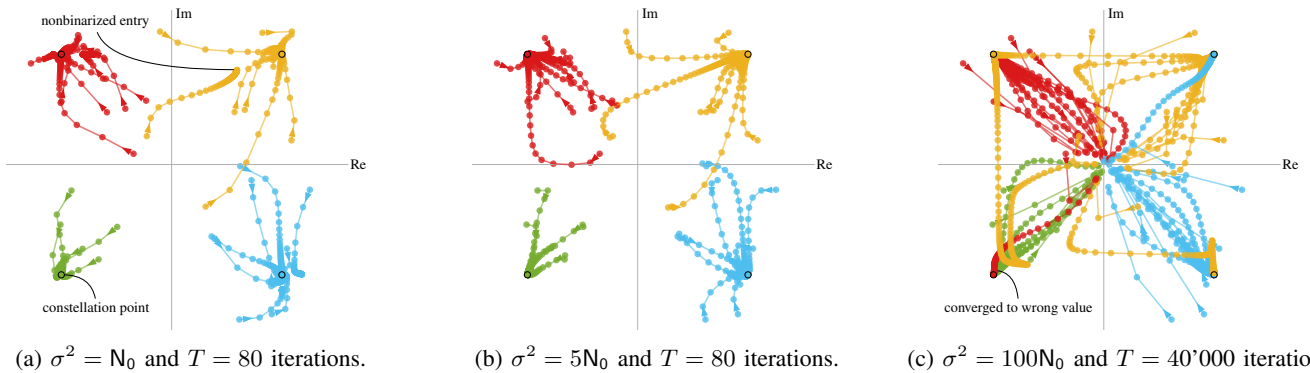 Im
nonbinarized entry
Re
constellation point
(a) σ² = N₀ and T = 80 iterations.
Im
Re
(b) σ² = 5N₀ and T = 80 iterations.
Im
Re
converged to wrong value
(c) σ² = 100N₀ and T = 40'000 iteratio